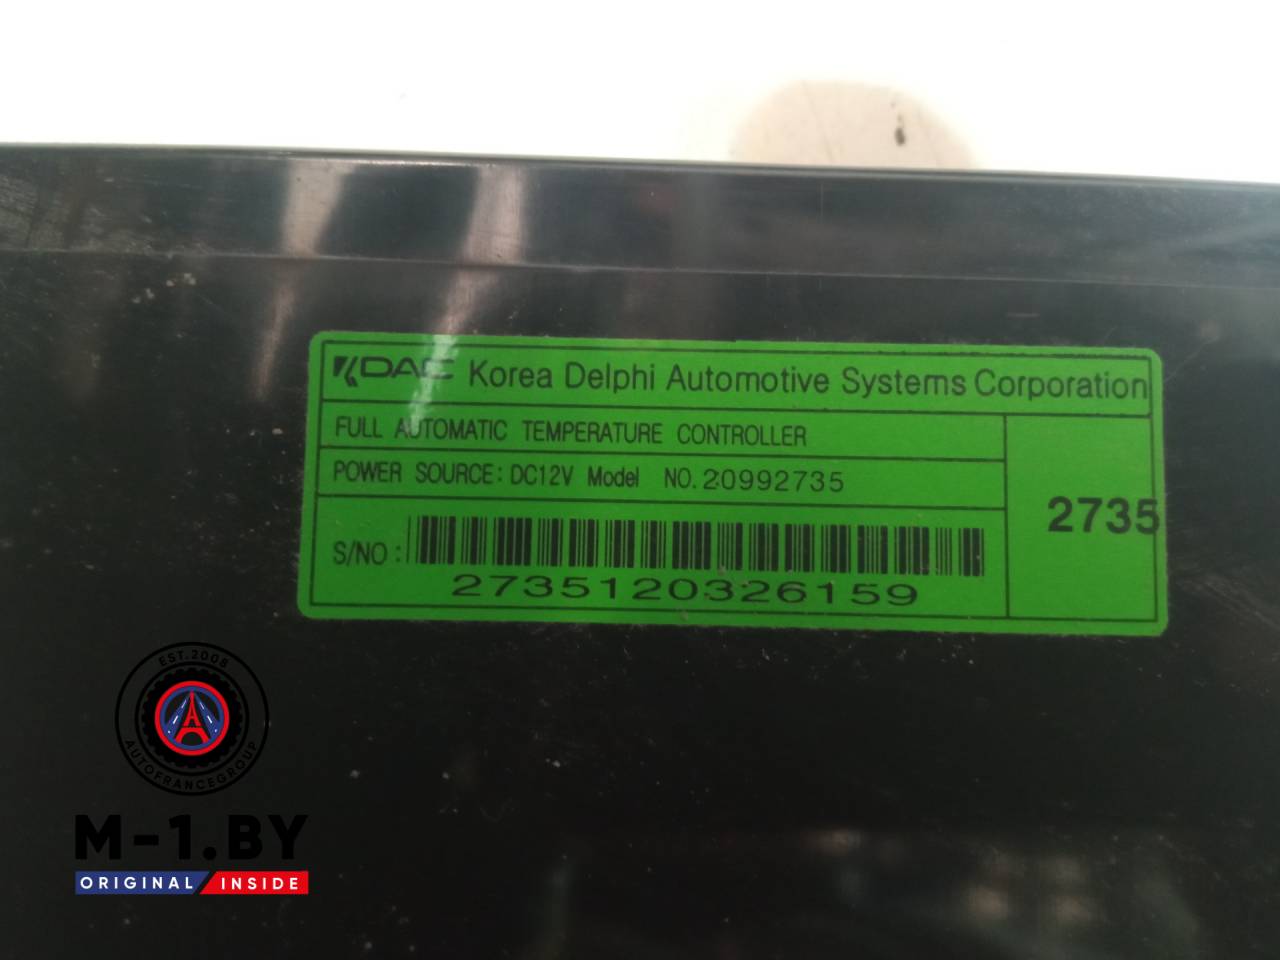 KDAC Korea Delphi Automotive Systems Corporation
FULL AUTOMATIC TEMPERATURE CONTROLLER
POWER SOURCE: DC12V Model NO. 20992735
2735
S/NO :
2735120326159
EST.2008
AUTOFRANCEGROUP
M-1.BY
ORIGINAL INSIDE